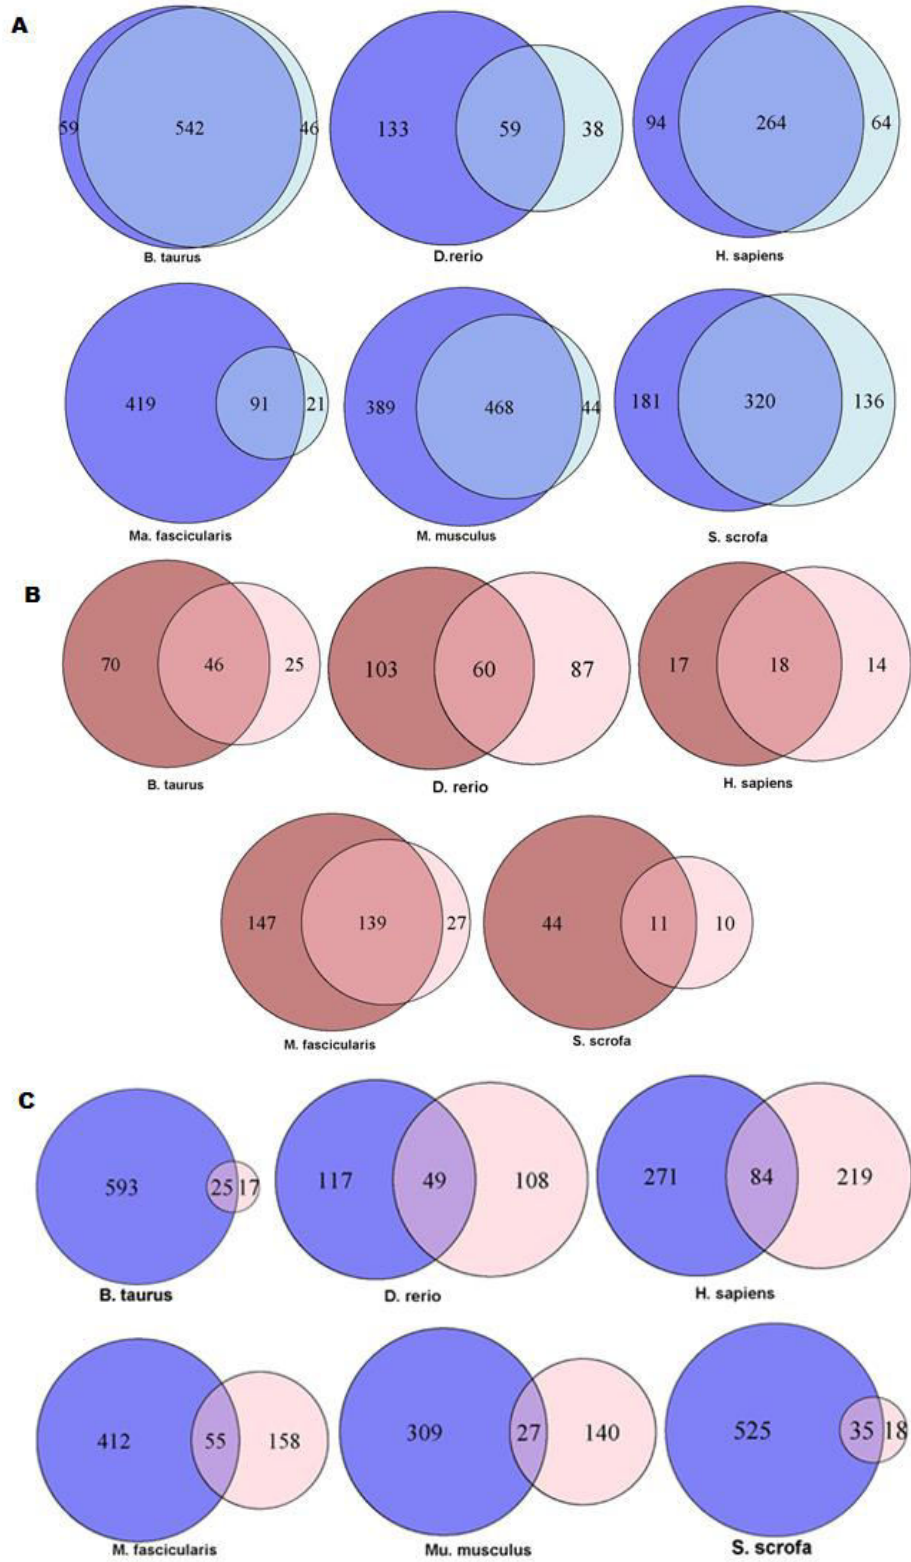 A
59 542 46 133 59 38 94 264 64
B. taurus D.rerio H. sapiens
419 91 21 389 468 44 181 320 136
Ma. fascicularis M. musculus S. scrofa
B
70 46 25 103 60 87 17 18 14
B. taurus D. rerio H. sapiens
147 139 27 44 11 10
M. fascicularis S. scrofa
C
593 25 17 117 49 108 271 84 219
B. taurus D. rerio H. sapiens
412 55 158 309 27 140 525 35 18
M. fascicularis Mu. musculus S. scrofa